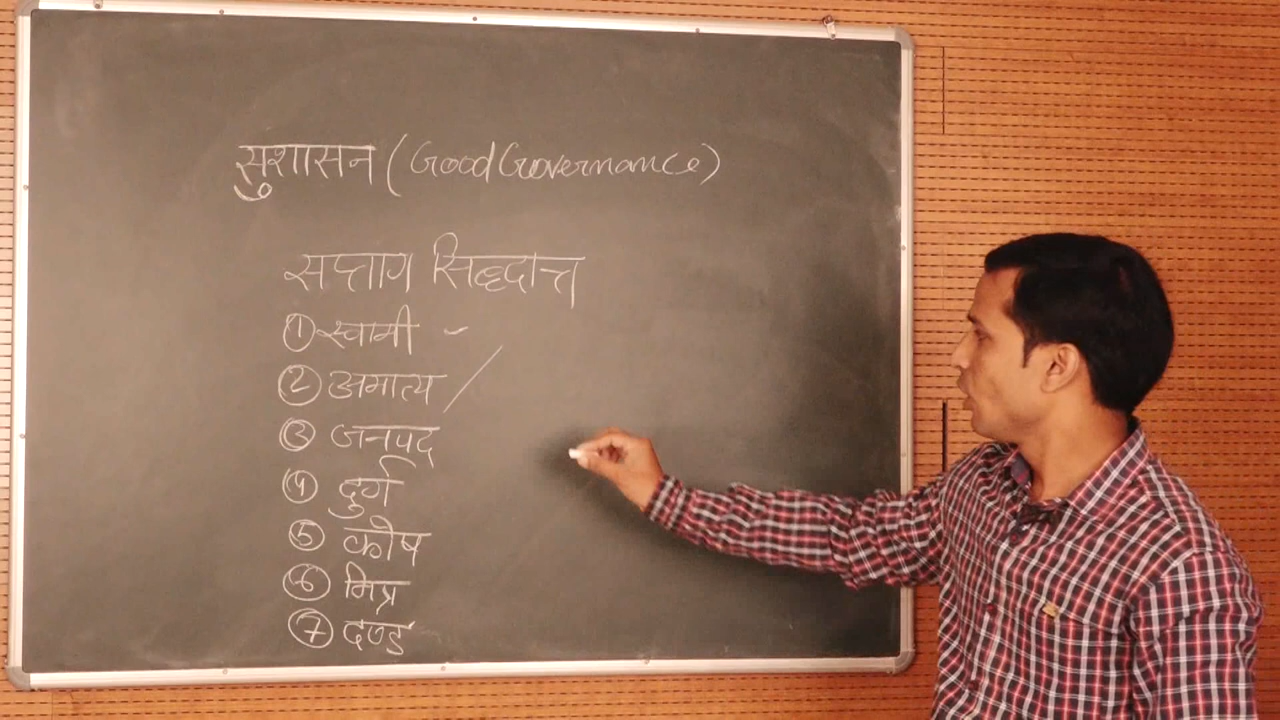 सुशासन (Good Governance)
सप्तांग सिद्धान्त
① स्वामी -
② अमात्य /
③ जनपद
④ दुर्ग
⑤ कोष
⑥ मित्र
⑦ दण्ड